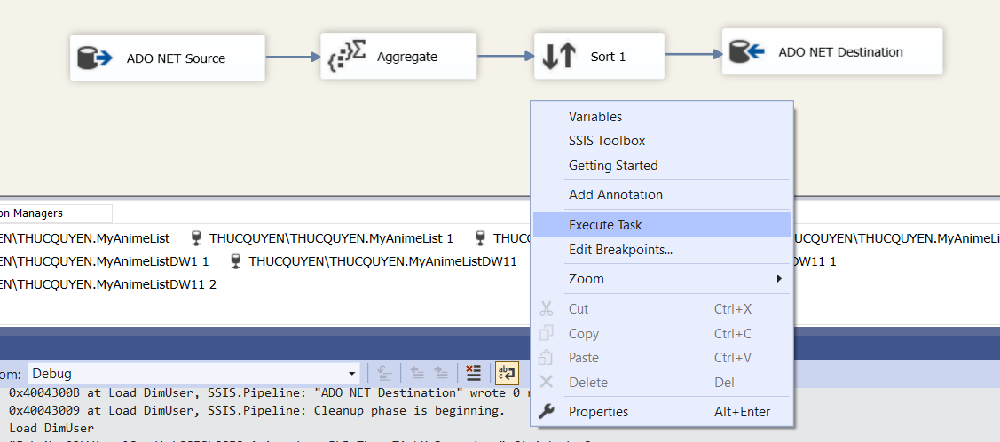 ADO NET Source
Aggregate
Sort 1
ADO NET Destination
Variables
SSIS Toolbox
Getting Started
Add Annotation
Execute Task
Edit Breakpoints...
Zoom
Cut Ctrl+X
Copy Ctrl+C
Paste Ctrl+V
Delete Del
Properties Alt+Enter
on Managers
EN\THUCQUYEN.MyAnimeList THUCQUYEN\THUCQUYEN.MyAnimeList 1 THUC UCQUYEN\THUCQUYEN.MyAnimeLi
EN\THUCQUYEN.MyAnimeListDW1 1 THUCQUYEN\THUCQUYEN.MyAnimeListDW11 DW11 1
EN\THUCQUYEN.MyAnimeListDW11 2
om: Debug
0x4004300B at Load DimUser, SSIS.Pipeline: "ADO NET Destination" wrote 0
0x40043009 at Load DimUser, SSIS.Pipeline: Cleanup phase is beginning.
Load DimUser